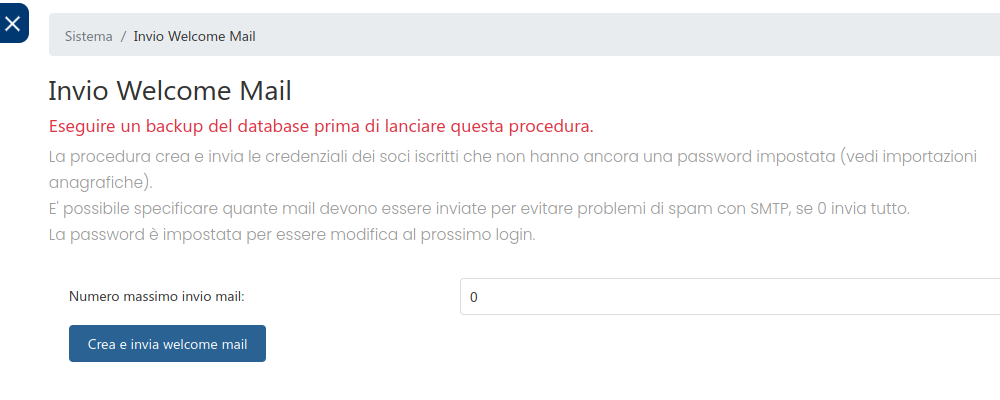 Sistema / Invio Welcome Mail
Invio Welcome Mail
Eseguire un backup del database prima di lanciare questa procedura.
La procedura crea e invia le credenziali dei soci iscritti che non hanno ancora una password impostata (vedi importazioni
anagrafiche).
E' possibile specificare quante mail devono essere inviate per evitare problemi di spam con SMTP, se 0 invia tutto.
La password è impostata per essere modifica al prossimo login.
Numero massimo invio mail:
0
Crea e invia welcome mail